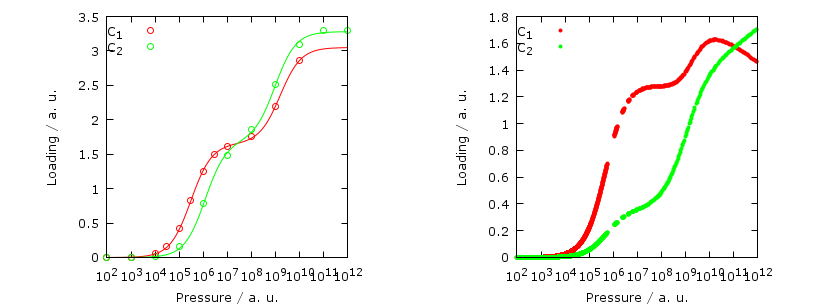 3.5
3
2.5
2
1.5
1
0.5
0
Loading / a. u.
C1
C2
10^2 10^3 10^4 10^5 10^6 10^7 10^8 10^9 10^10 10^11 10^12
Pressure / a. u.
1.8
1.6
1.4
1.2
1
0.8
0.6
0.4
0.2
0
Loading / a. u.
C1
C2
10^2 10^3 10^4 10^5 10^6 10^7 10^8 10^9 10^10 10^11 10^12
Pressure / a. u.